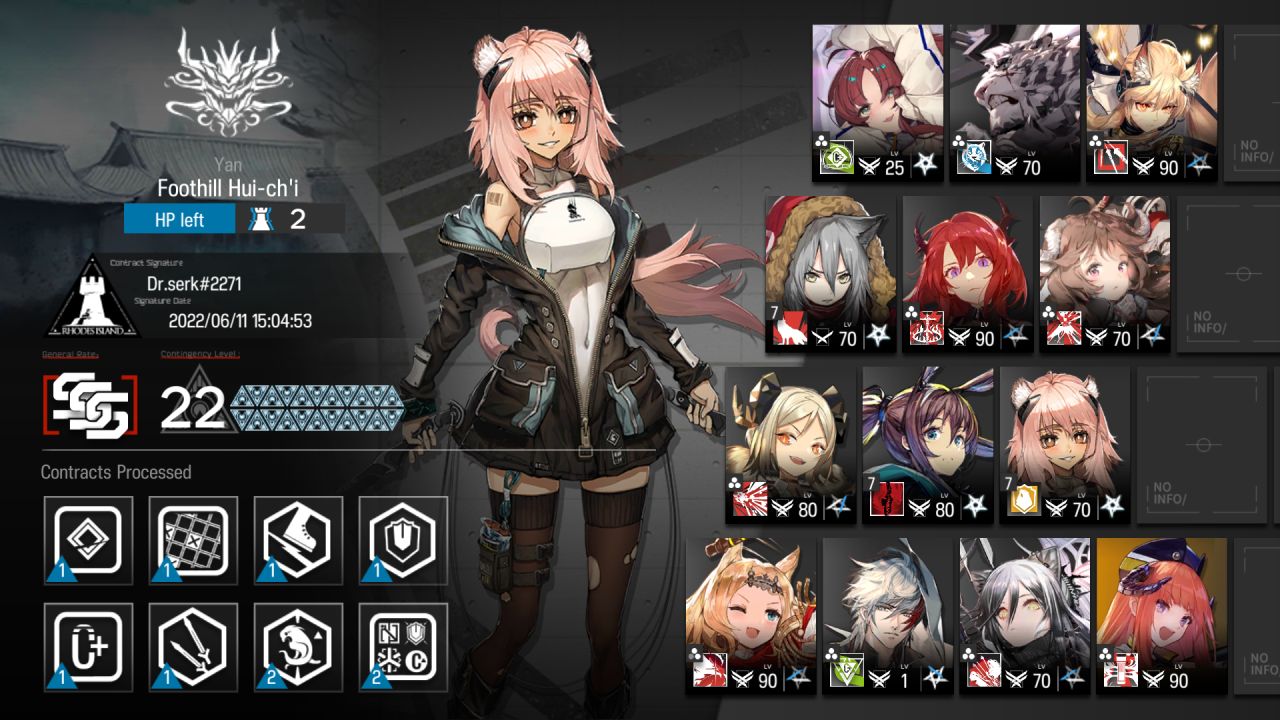 Yan
Foothill Hui-ch'i
HP left
2
Contract Signature
Dr.serk#2271
Signature Date
2022/06/11 15:04:53
RHODES ISLAND
General Rate:
Contingency Level :
22
Contracts Processed
1
1
1
1
1
1
2
2
LV
25
LV
70
LV
90
NO
INFO/
7
LV
70
LV
90
LV
70
NO
INFO/
LV
80
7
LV
80
7
LV
70
NO
INFO/
LV
90
LV
1
LV
70
LV
90
NO
INFO